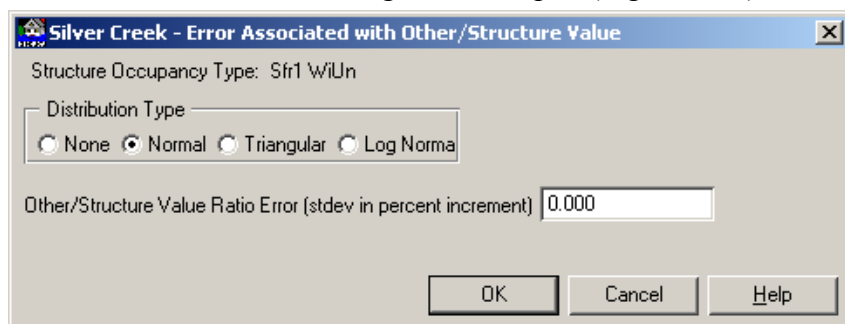 Silver Creek - Error Associated with Other/Structure Value
Structure Occupancy Type: Sfr1 WiUn
Distribution Type
None Normal Triangular Log Norma
Other/Structure Value Ratio Error (stdev in percent increment) 0.000
OK Cancel Help